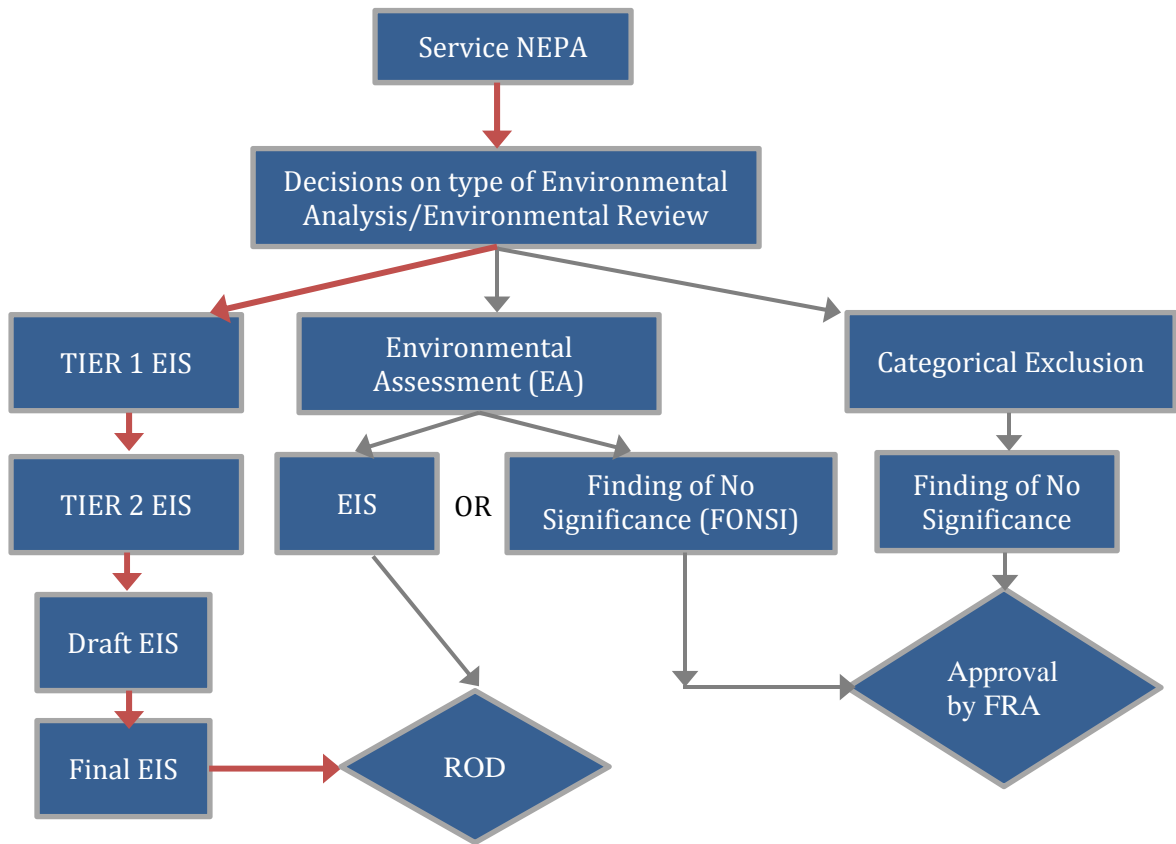 Service NEPA
Decisions on type of Environmental
Analysis/Environmental Review
TIER 1 EIS
Environmental
Assessment (EA)
Categorical Exclusion
TIER 2 EIS
EIS
OR
Finding of No
Significance (FONSI)
Finding of No
Significance
Draft EIS
Approval
by FRA
Final EIS
ROD